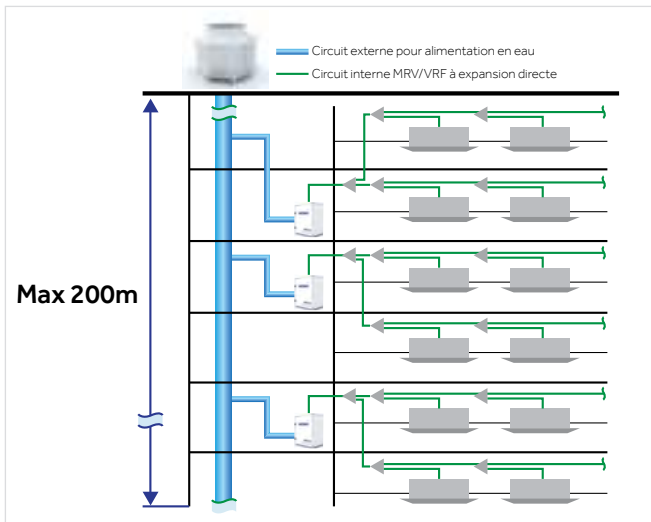 Circuit externe pour alimentation en eau
Circuit interne MRV/VRF à expansion directe
Max 200m